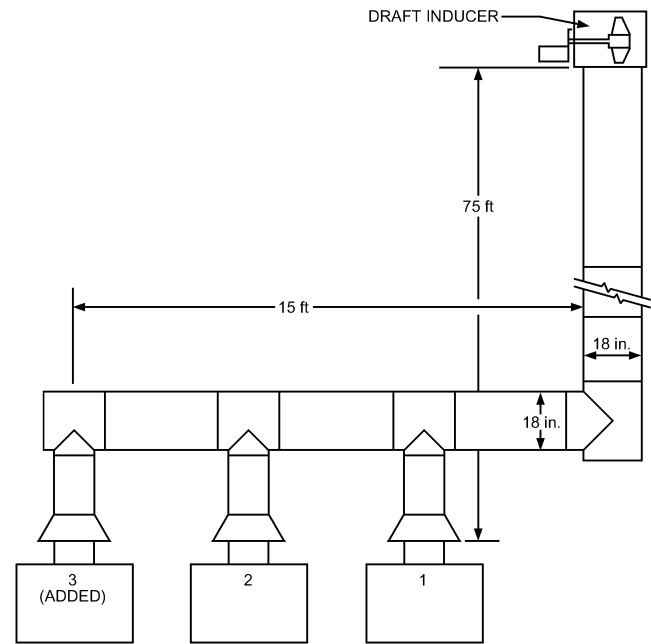 DRAFT INDUCER
75 ft
15 ft
18 in.
18 in.
3
(ADDED)
2
1